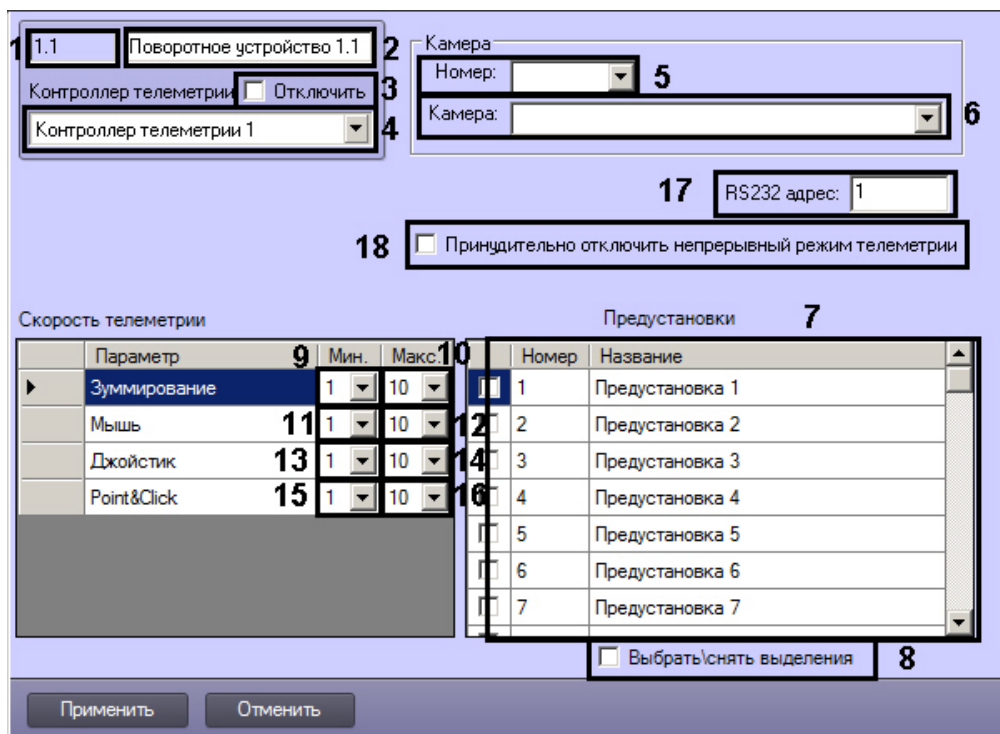 1 1.1 Поворотное устройство 1.1 2
Контроллер телеметрии Отключить 3
Контроллер телеметрии 1 4
Камера
Номер: 5
Камера: 6
17 RS232 адрес: 1
18 Принудительно отключить непрерывный режим телеметрии
Скорость телеметрии
Параметр 9 Мин. Макс. 10
Зуммирование 1 10
Мышь 11 1 10 12
Джойстик 13 1 10 14
Point&Click 15 1 10 16
Предустановки 7
Номер Название
1 Предустановка 1
2 Предустановка 2
3 Предустановка 3
4 Предустановка 4
5 Предустановка 5
6 Предустановка 6
7 Предустановка 7
Выбрать\снять выделения 8
Применить Отменить